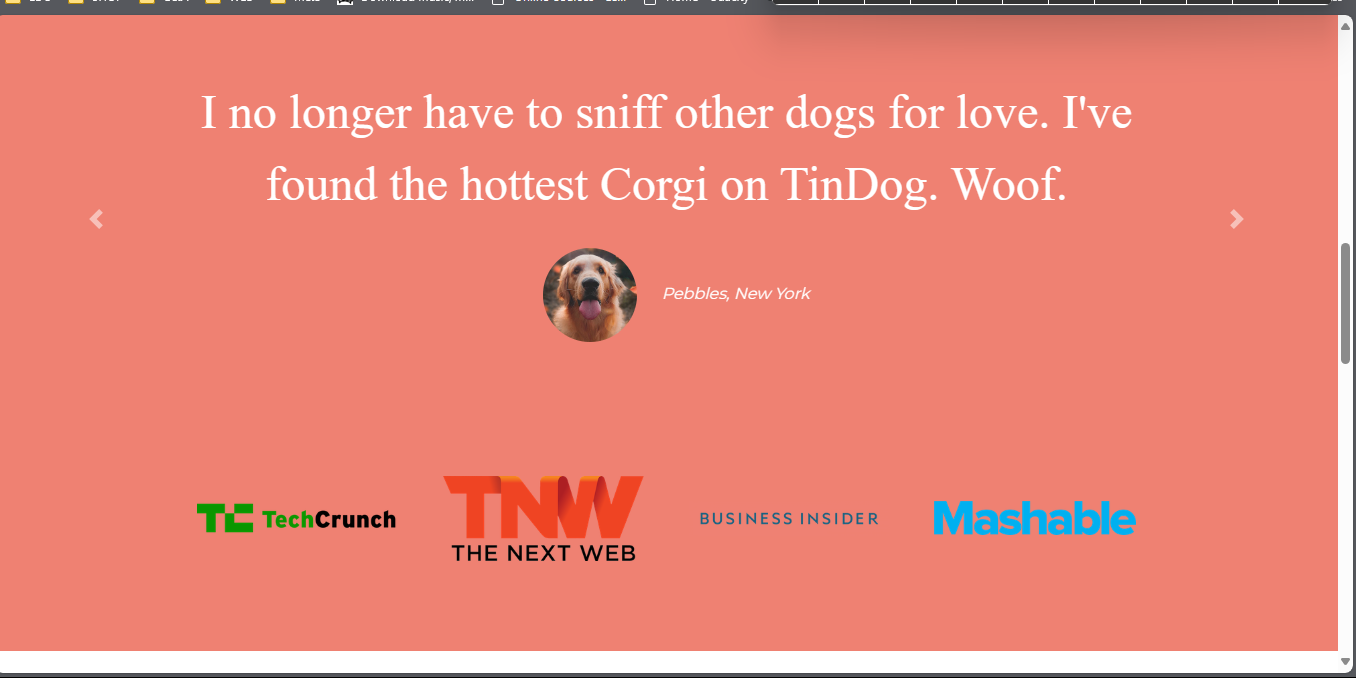 I no longer have to sniff other dogs for love. I've
found the hottest Corgi on TinDog. Woof.
Pebbles, New York
TC TechCrunch
TNW
THE NEXT WEB
BUSINESS INSIDER
Mashable